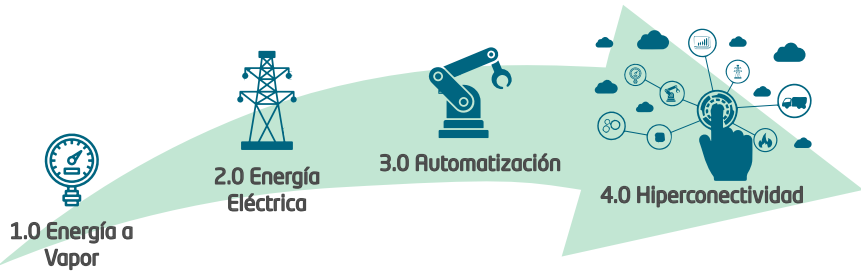 1.0 Energía a
Vapor
2.0 Energía
Eléctrica
3.0 Automatización
4.0 Hiperconectividad